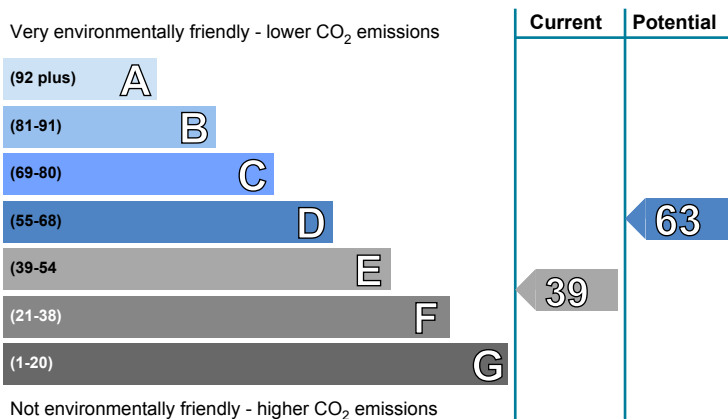 Very environmentally friendly - lower CO2 emissions
Current
Potential
(92 plus) A
(81-91) B
(69-80) C
(55-68) D
63
(39-54 E
39
(21-38) F
(1-20) G
Not environmentally friendly - higher CO2 emissions